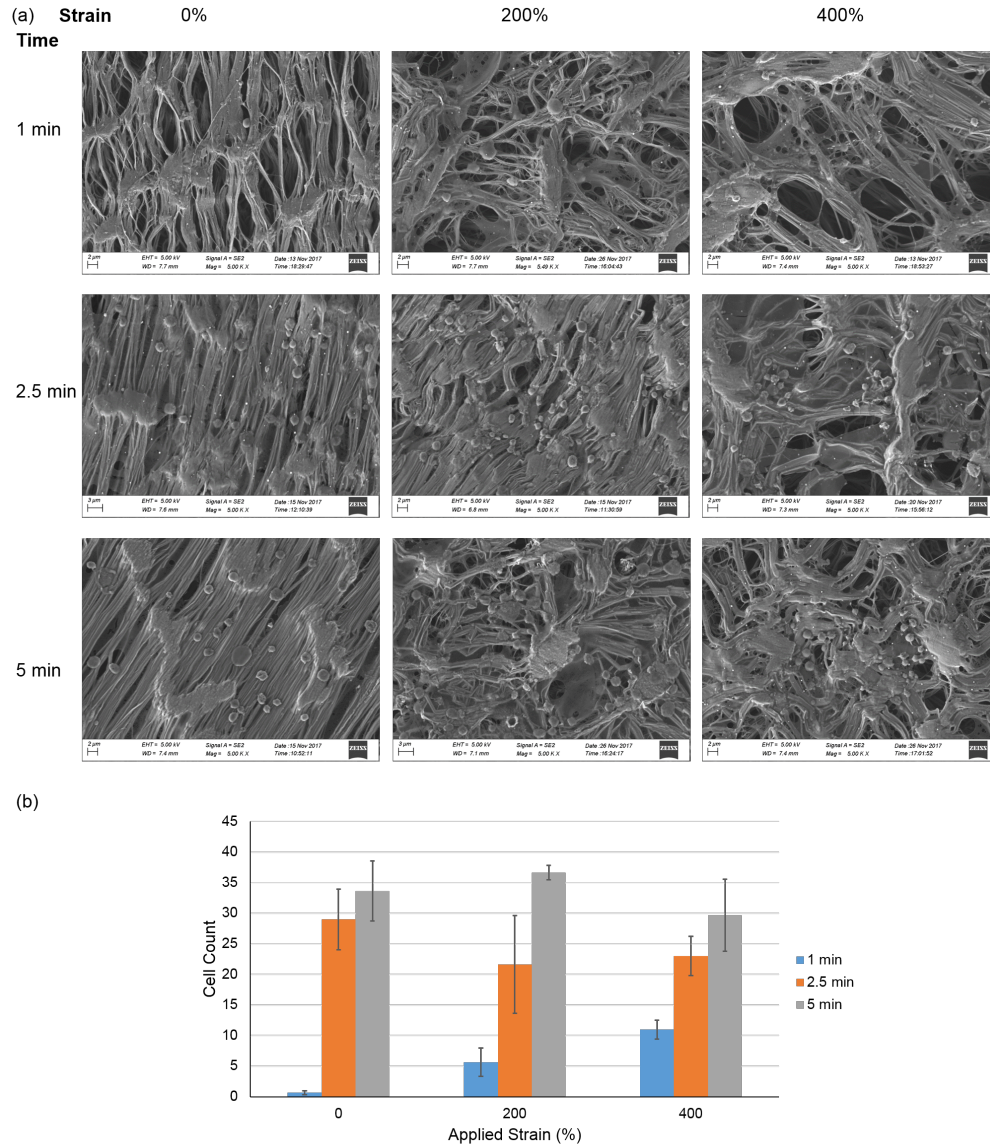 (a) Strain 0% 200% 400%
Time
1 min
2 µm EHT = 5.00 kV Signal A = SE2 Date :13 Nov 2017 ZEISS
WD = 7.7 mm Mag = 5.00 K X Time :18:29:47
2 µm EHT = 5.00 kV Signal A = SE2 Date :26 Nov 2017 ZEISS
WD = 7.7 mm Mag = 5.49 K X Time :16:04:43
2 µm EHT = 5.00 kV Signal A = SE2 Date :13 Nov 2017 ZEISS
WD = 7.4 mm Mag = 5.00 K X Time :18:53:27
2.5 min
3 µm EHT = 5.00 kV Signal A = SE2 Date :15 Nov 2017 ZEISS
WD = 7.6 mm Mag = 5.00 K X Time :12:10:39
2 µm EHT = 5.00 kV Signal A = SE2 Date :15 Nov 2017 ZEISS
WD = 6.8 mm Mag = 5.00 K X Time :11:30:59
2 µm EHT = 5.00 kV Signal A = SE2 Date :30 Nov 2017 ZEISS
WD = 7.3 mm Mag = 5.00 K X Time :15:56:12
5 min
2 µm EHT = 5.00 kV Signal A = SE2 Date :15 Nov 2017 ZEISS
WD = 7.4 mm Mag = 5.00 K X Time :10:52:11
3 µm EHT = 5.00 kV Signal A = SE2 Date :26 Nov 2017 ZEISS
WD = 7.1 mm Mag = 5.00 K X Time :16:24:17
2 µm EHT = 5.00 kV Signal A = SE2 Date :26 Nov 2017 ZEISS
WD = 7.4 mm Mag = 5.00 K X Time :17:01:52
(b)
45
40
35
30
25
20
15
10
5
0
Cell Count
0 200 400
Applied Strain (%)
1 min
2.5 min
5 min